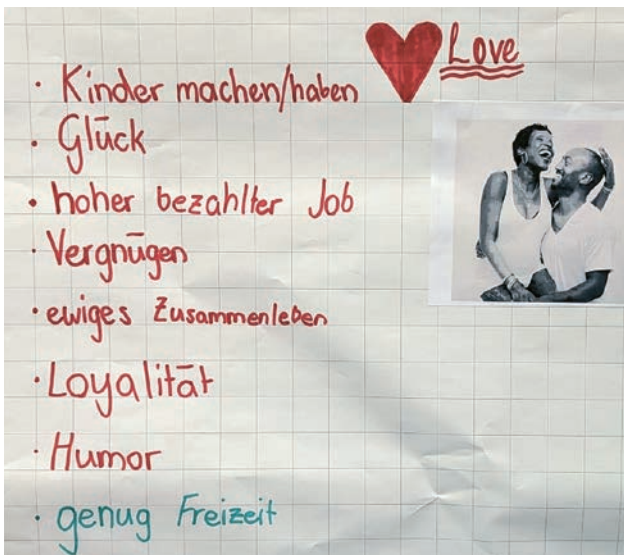 Love
· Kinder machen/haben
· Glück
· hoher bezahlter Job
· Vergnügen
· ewiges Zusammenleben
· Loyalität
· Humor
· genug Freizeit